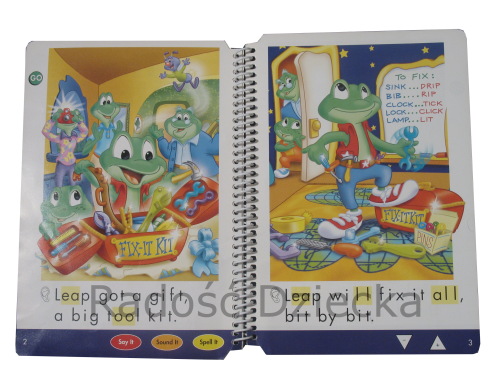 GO
FIX-IT KIT
Leap got a gift,
a big tool kit.
2
Say It
Sound It
Spell It
TO FIX:
SINK...DRIP
BIB....RIP
CLOCK...TICK
LOCK...CLICK
LAMP...LIT
FIX-IT KIT
Leap will fix it all,
bit by bit.
3
Radość Dziecka